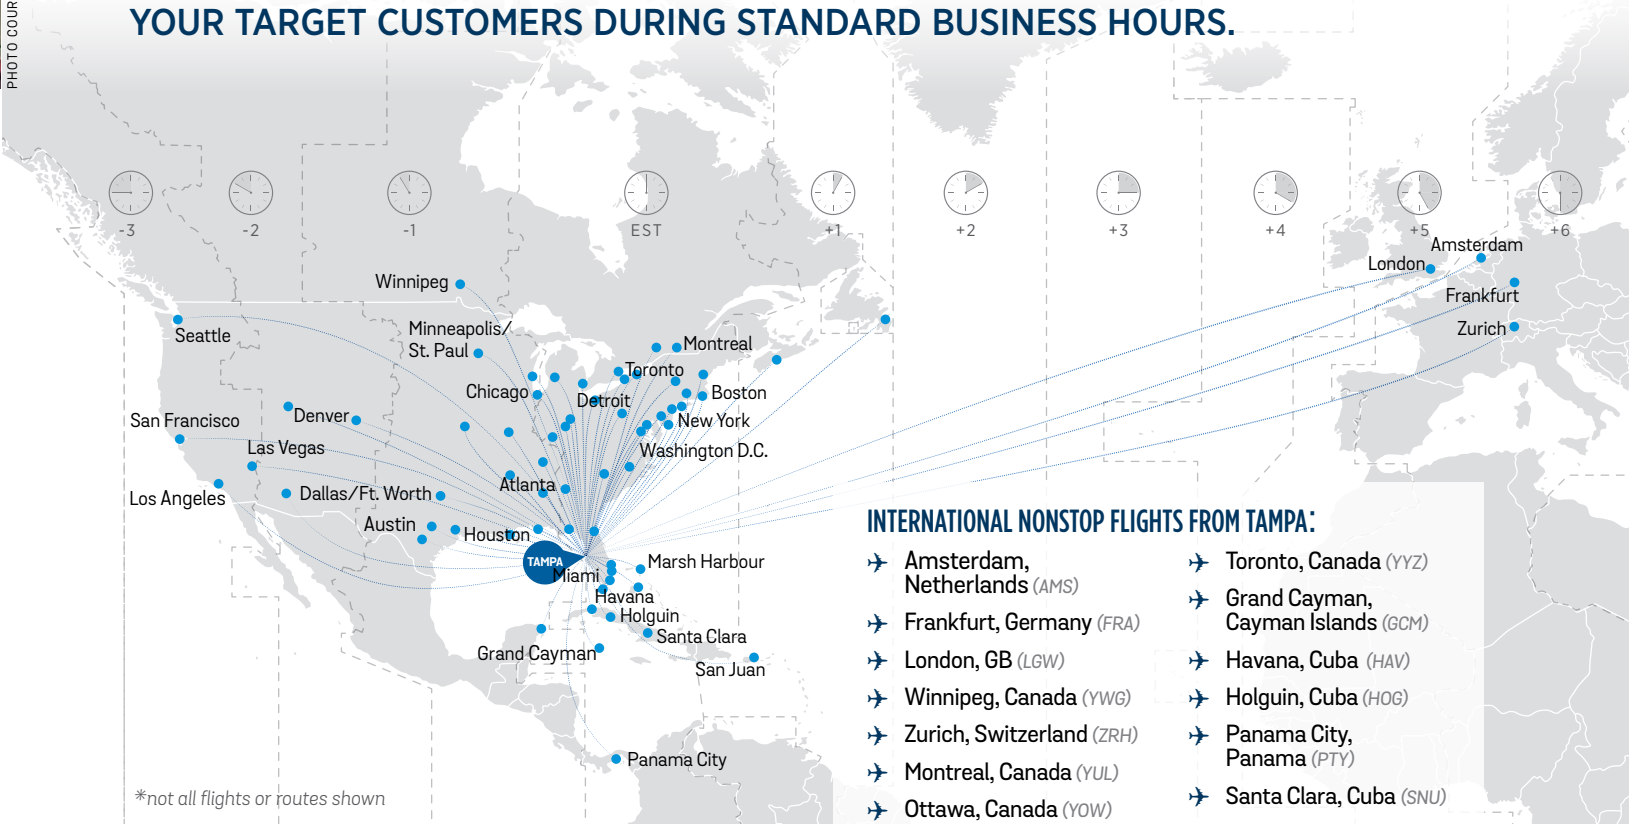 PHOTO COUR
YOUR TARGET CUSTOMERS DURING STANDARD BUSINESS HOURS.
-3
-2
-1
EST
+1
+2
+3
+4
+5
+6
Amsterdam
London
Frankfurt
Zurich
Winnipeg
Seattle
Minneapolis/
St. Paul
Montreal
Toronto
Chicago
Detroit
Boston
San Francisco
Denver
New York
Las Vegas
Washington D.C.
Los Angeles
Dallas/Ft. Worth
Atlanta
Austin
Houston
TAMPA
Miami
Marsh Harbour
Havana
Holguin
Santa Clara
Grand Cayman
San Juan
Panama City
*not all flights or routes shown
INTERNATIONAL NONSTOP FLIGHTS FROM TAMPA:
Amsterdam,
Netherlands (AMS)
Frankfurt, Germany (FRA)
London, GB (LGW)
Winnipeg, Canada (YWG)
Zurich, Switzerland (ZRH)
Montreal, Canada (YUL)
Ottawa, Canada (YOW)
Toronto, Canada (YYZ)
Grand Cayman,
Cayman Islands (GCM)
Havana, Cuba (HAV)
Holguin, Cuba (HOG)
Panama City,
Panama (PTY)
Santa Clara, Cuba (SNU)